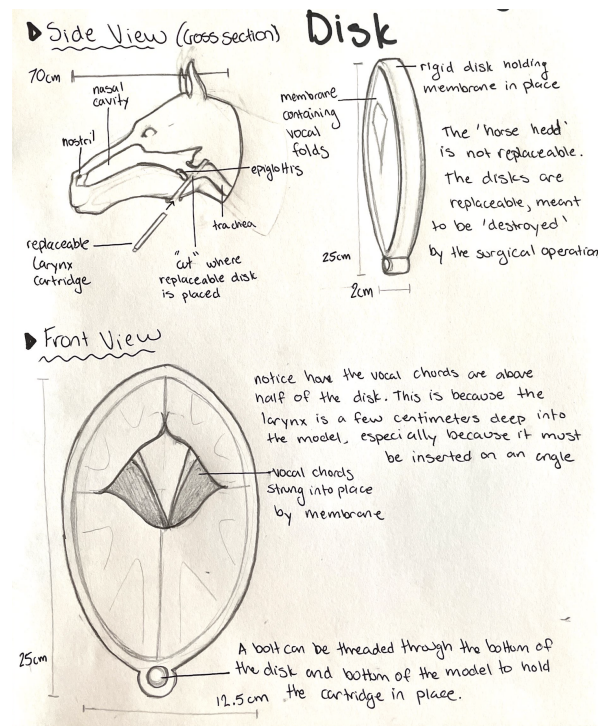 Side View (Cross section)
Disk
70cm
nasal
cavity
nostril
epiglottis
trachea
replaceable
larynx
cartridge
"cut" where
replaceable disk
is placed
membrane
containing
vocal
folds
rigid disk holding
membrane in place
The 'horse hedd'
is not replaceable.
The disks are
replaceable, meant
to be 'destroyed'
by the surgical operation
25cm
2cm
Front View
notice how the vocal chords are above
half of the disk. This is because the
larynx is a few centimeters deep into
the model, especially because it must
be inserted on an angle
vocal chords
strung into place
by membrane
25cm
A bolt can be threaded through the bottom of
the disk and bottom of the model to hold
the cartridge in place.
12.5cm